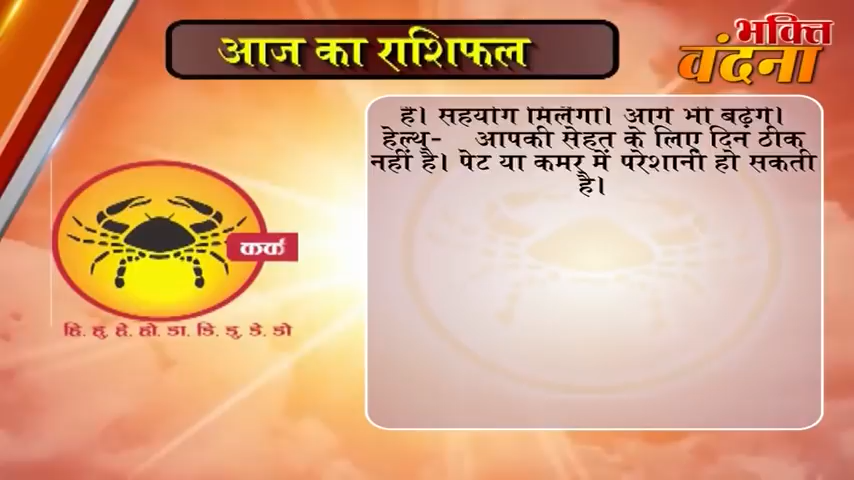 आज का राशिफल
भक्ति
वंदना
है। सहयोग मिलेगा। आगे भी बढ़ेंगे।
हेल्थ- आपकी सेहत के लिए दिन ठीक
नहीं है। पेट या कमर में परेशानी हो सकती
है।
कर्क
हि. हु. हे. हो. डा. डि. डु. डे. डो